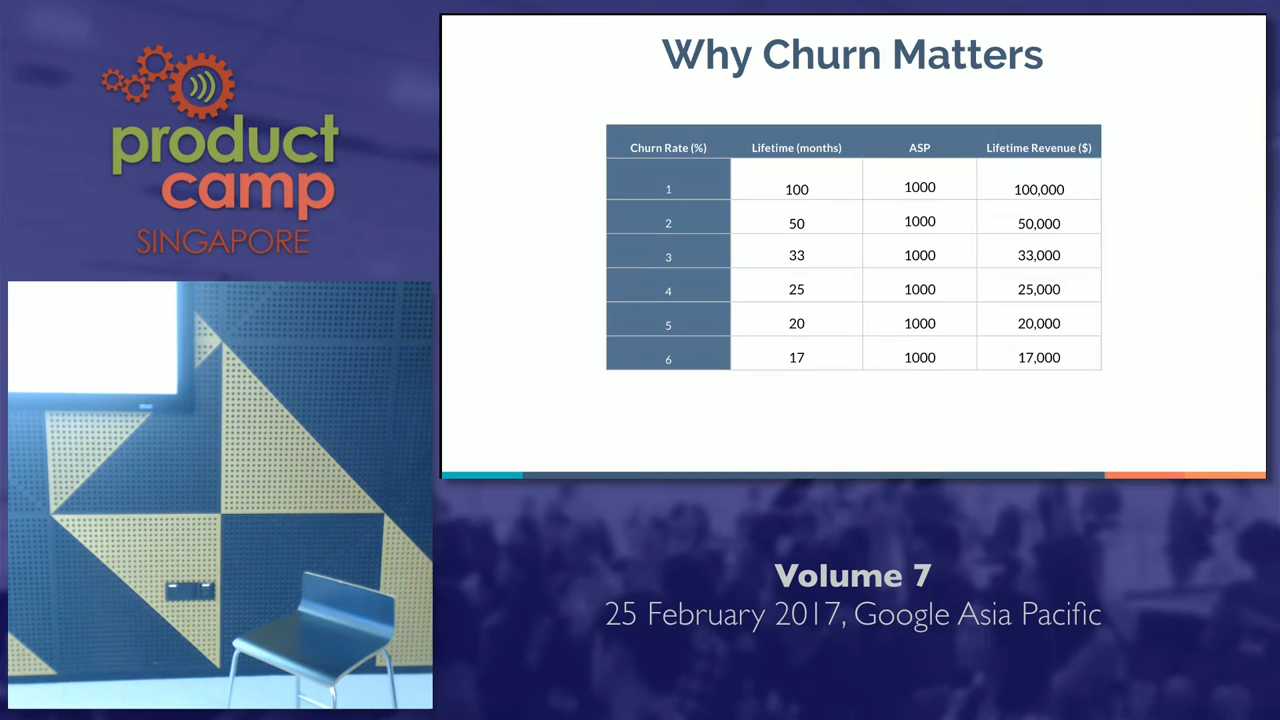 product
camp
SINGAPORE
Why Churn Matters
Churn Rate (%) Lifetime (months) ASP Lifetime Revenue ($)
1 100 1000 100,000
2 50 1000 50,000
3 33 1000 33,000
4 25 1000 25,000
5 20 1000 20,000
6 17 1000 17,000
Volume 7
25 February 2017, Google Asia Pacific